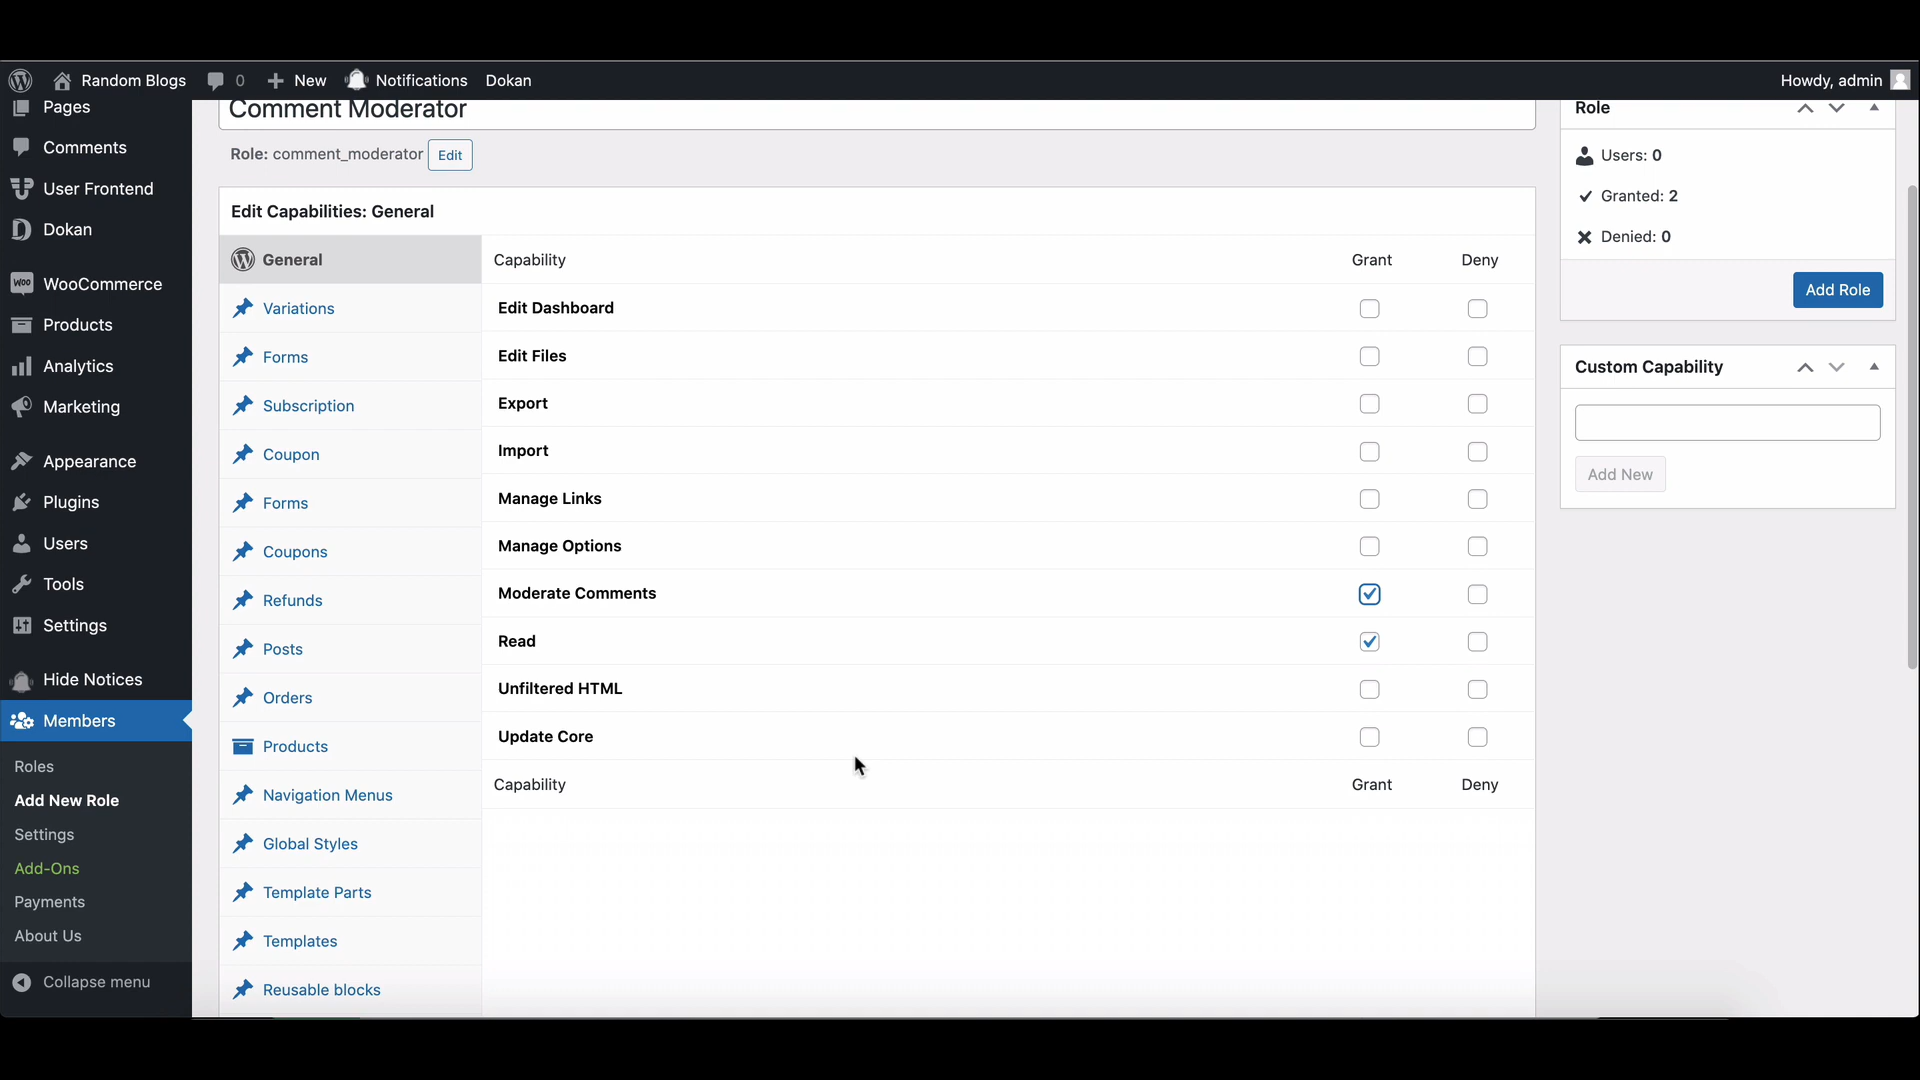 Random Blogs
0
New
Notifications
Dokan
Howdy, admin
Pages
Comments
User Frontend
Dokan
WOO
WooCommerce
Products
Analytics
Marketing
Appearance
Plugins
Users
Tools
Settings
Hide Notices
Members
Roles
Add New Role
Settings
Add-Ons
Payments
About Us
Collapse menu
Comment Moderator
Role: comment_moderator
Edit
Edit Capabilities: General
General
Variations
Forms
Subscription
Coupon
Forms
Coupons
Refunds
Posts
Orders
Products
Navigation Menus
Global Styles
Template Parts
Templates
Reusable blocks
Capability Grant Deny
Edit Dashboard
Edit Files
Export
Import
Manage Links
Manage Options
Moderate Comments
Read
Unfiltered HTML
Update Core
Capability Grant Deny
Role
Users: 0
Granted: 2
Denied: 0
Add Role
Custom Capability
Add New